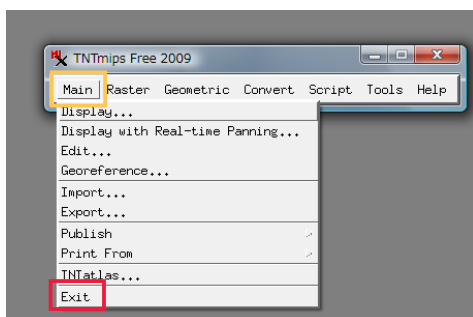 TNTmips Free 2009
Main Raster Geometric Convert Script Tools Help
Display...
Display with Real-time Panning...
Edit...
Georeference...
Import...
Export...
Publish
Print From
TNTatlas...
Exit